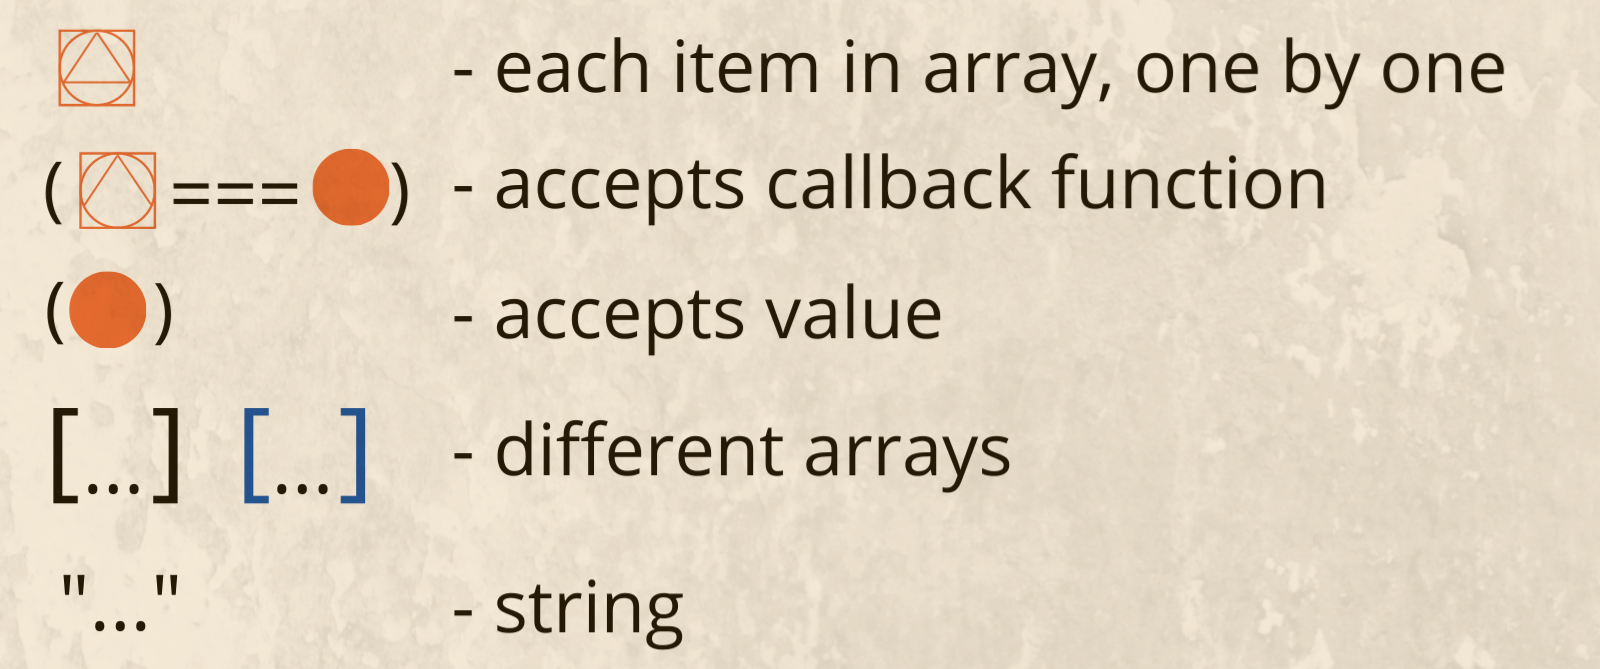 - each item in array, one by one
( === ) - accepts callback function
( ) - accepts value
[...] [...] - different arrays
"..." - string